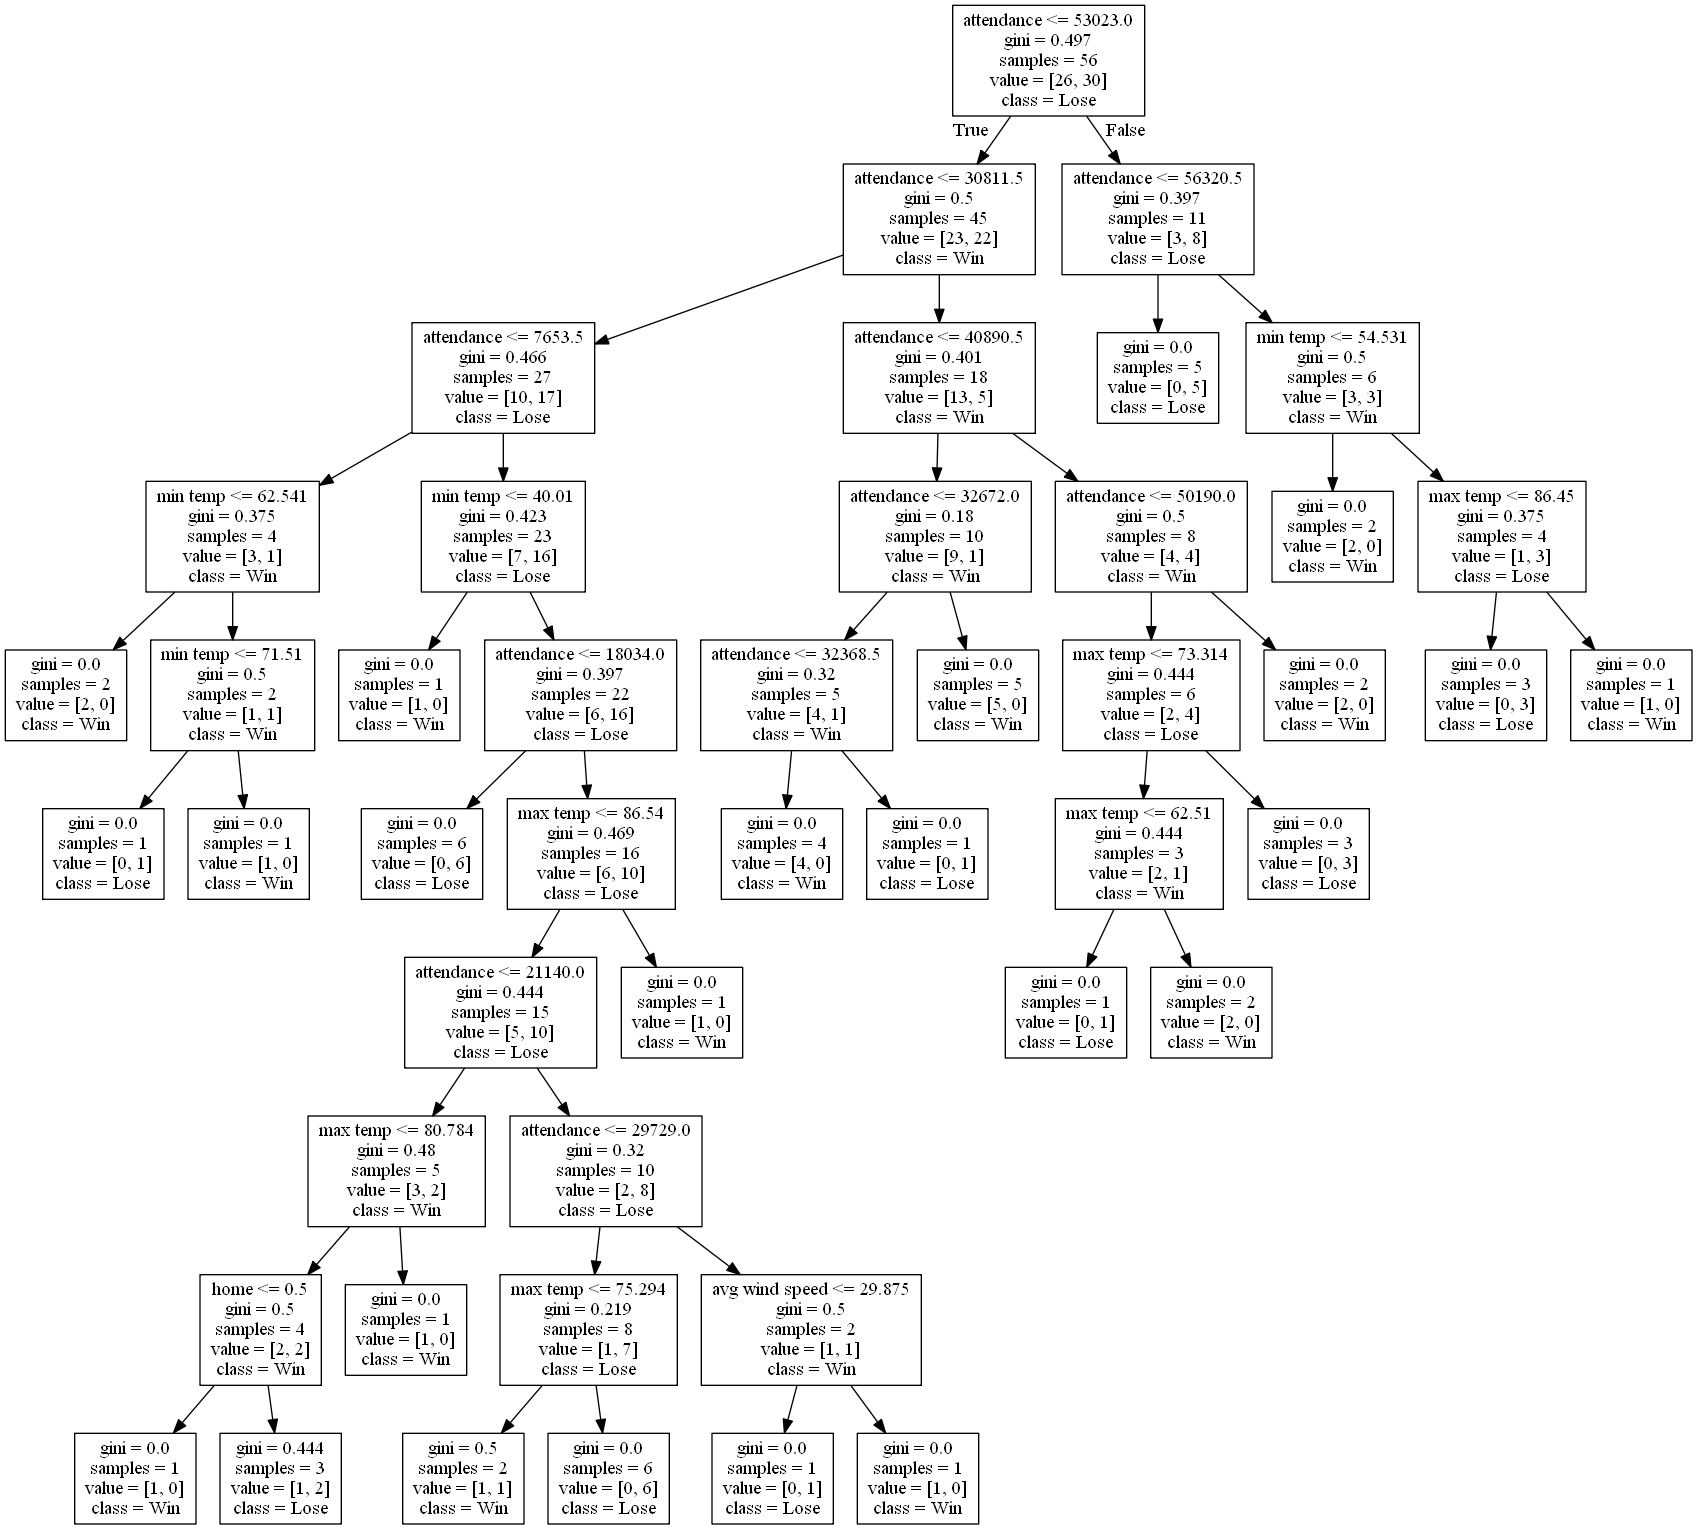 attendance <= 53023.0
gini = 0.497
samples = 56
value = [26, 30]
class = Lose
True
False
attendance <= 30811.5
gini = 0.5
samples = 45
value = [23, 22]
class = Win
attendance <= 56320.5
gini = 0.397
samples = 11
value = [3, 8]
class = Lose
attendance <= 7653.5
gini = 0.466
samples = 27
value = [10, 17]
class = Lose
attendance <= 40890.5
gini = 0.401
samples = 18
value = [13, 5]
class = Win
gini = 0.0
samples = 5
value = [0, 5]
class = Lose
min temp <= 54.531
gini = 0.5
samples = 6
value = [3, 3]
class = Win
min temp <= 62.541
gini = 0.375
samples = 4
value = [3, 1]
class = Win
min temp <= 40.01
gini = 0.423
samples = 23
value = [7, 16]
class = Lose
attendance <= 32672.0
gini = 0.18
samples = 10
value = [9, 1]
class = Win
attendance <= 50190.0
gini = 0.5
samples = 8
value = [4, 4]
class = Win
gini = 0.0
samples = 2
value = [2, 0]
class = Win
max temp <= 86.45
gini = 0.375
samples = 4
value = [1, 3]
class = Lose
gini = 0.0
samples = 2
value = [2, 0]
class = Win
min temp <= 71.51
gini = 0.5
samples = 2
value = [1, 1]
class = Win
gini = 0.0
samples = 1
value = [1, 0]
class = Win
attendance <= 18034.0
gini = 0.397
samples = 22
value = [6, 16]
class = Lose
attendance <= 32368.5
gini = 0.32
samples = 5
value = [4, 1]
class = Win
gini = 0.0
samples = 5
value = [5, 0]
class = Win
max temp <= 73.314
gini = 0.444
samples = 6
value = [2, 4]
class = Lose
gini = 0.0
samples = 2
value = [2, 0]
class = Win
gini = 0.0
samples = 3
value = [0, 3]
class = Lose
gini = 0.0
samples = 1
value = [1, 0]
class = Win
gini = 0.0
samples = 1
value = [0, 1]
class = Lose
gini = 0.0
samples = 1
value = [1, 0]
class = Win
gini = 0.0
samples = 6
value = [0, 6]
class = Lose
max temp <= 86.54
gini = 0.469
samples = 16
value = [6, 10]
class = Lose
gini = 0.0
samples = 4
value = [4, 0]
class = Win
gini = 0.0
samples = 1
value = [0, 1]
class = Lose
max temp <= 62.51
gini = 0.444
samples = 3
value = [2, 1]
class = Win
gini = 0.0
samples = 3
value = [0, 3]
class = Lose
attendance <= 21140.0
gini = 0.444
samples = 15
value = [5, 10]
class = Lose
gini = 0.0
samples = 1
value = [1, 0]
class = Win
gini = 0.0
samples = 1
value = [0, 1]
class = Lose
gini = 0.0
samples = 2
value = [2, 0]
class = Win
max temp <= 80.784
gini = 0.48
samples = 5
value = [3, 2]
class = Win
attendance <= 29729.0
gini = 0.32
samples = 10
value = [2, 8]
class = Lose
home <= 0.5
gini = 0.5
samples = 4
value = [2, 2]
class = Win
gini = 0.0
samples = 1
value = [1, 0]
class = Win
max temp <= 75.294
gini = 0.219
samples = 8
value = [1, 7]
class = Lose
avg wind speed <= 29.875
gini = 0.5
samples = 2
value = [1, 1]
class = Win
gini = 0.0
samples = 1
value = [1, 0]
class = Win
gini = 0.444
samples = 3
value = [1, 2]
class = Lose
gini = 0.5
samples = 2
value = [1, 1]
class = Win
gini = 0.0
samples = 6
value = [0, 6]
class = Lose
gini = 0.0
samples = 1
value = [0, 1]
class = Lose
gini = 0.0
samples = 1
value = [1, 0]
class = Win